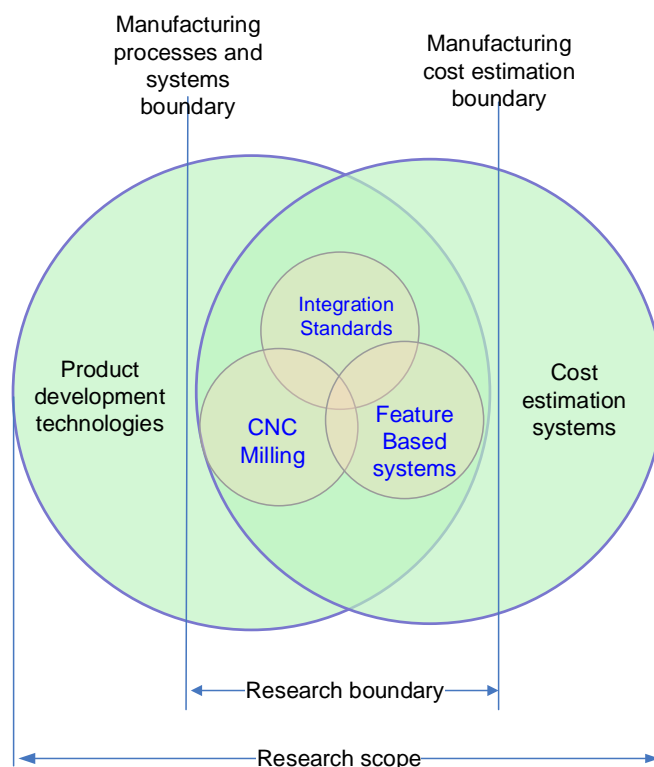 Manufacturing
processes and
systems
boundary
Manufacturing
cost estimation
boundary
Integration
Standards
Product
development
technologies
CNC
Milling
Feature
Based
systems
Cost
estimation
systems
Research boundary
Research scope